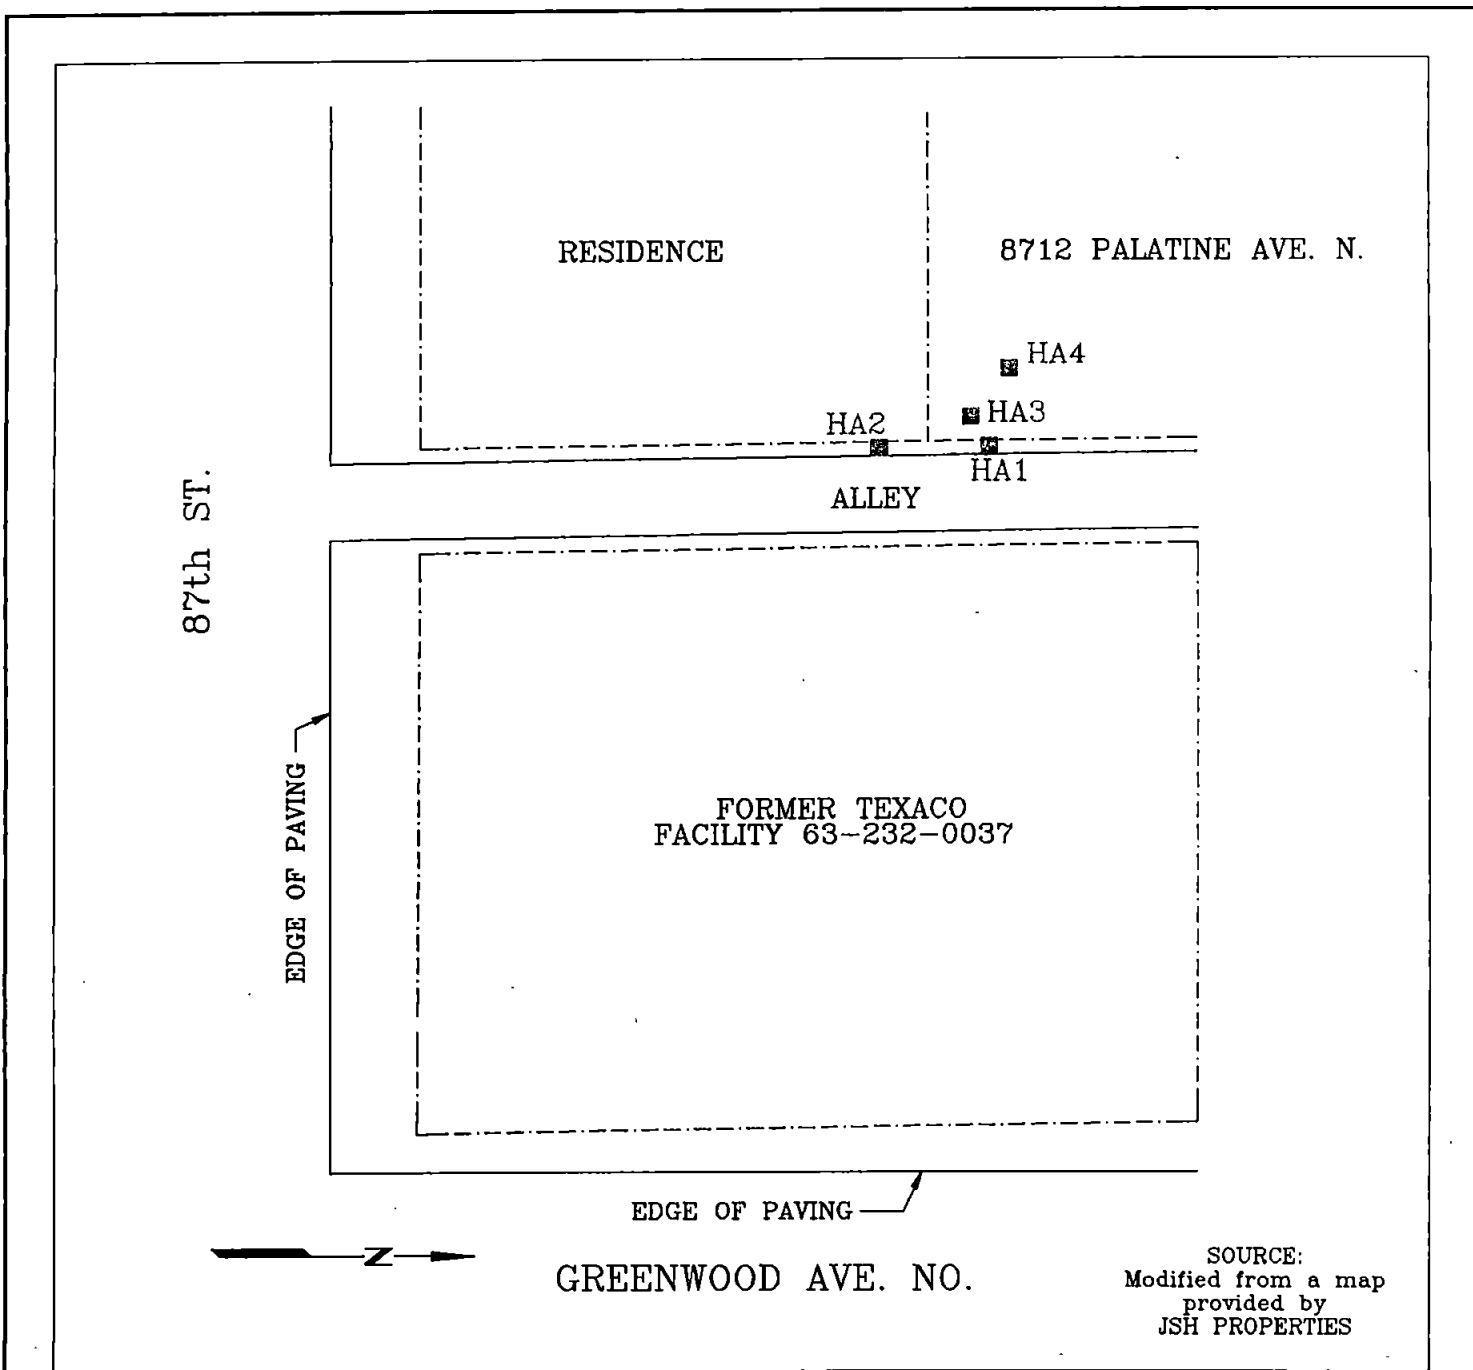 RESIDENCE
8712 PALATINE AVE. N.
HA4
HA3
HA2
HA1
ALLEY
87th ST.
EDGE OF PAVING
FORMER TEXACO
FACILITY 63-232-0037
EDGE OF PAVING
N
GREENWOOD AVE. NO.
SOURCE:
Modified from a map
provided by
JSH PROPERTIES